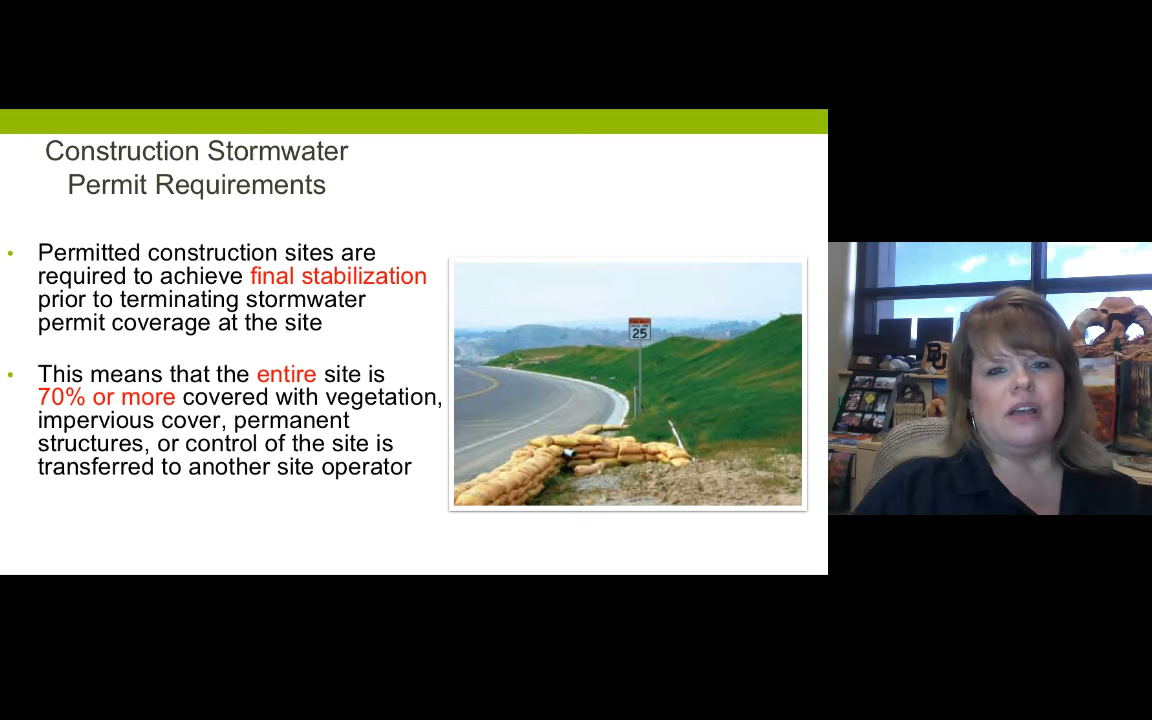 Construction Stormwater
Permit Requirements
• Permitted construction sites are
required to achieve final stabilization
prior to terminating stormwater
permit coverage at the site
• This means that the entire site is
70% or more covered with vegetation,
impervious cover, permanent
structures, or control of the site is
transferred to another site operator
25